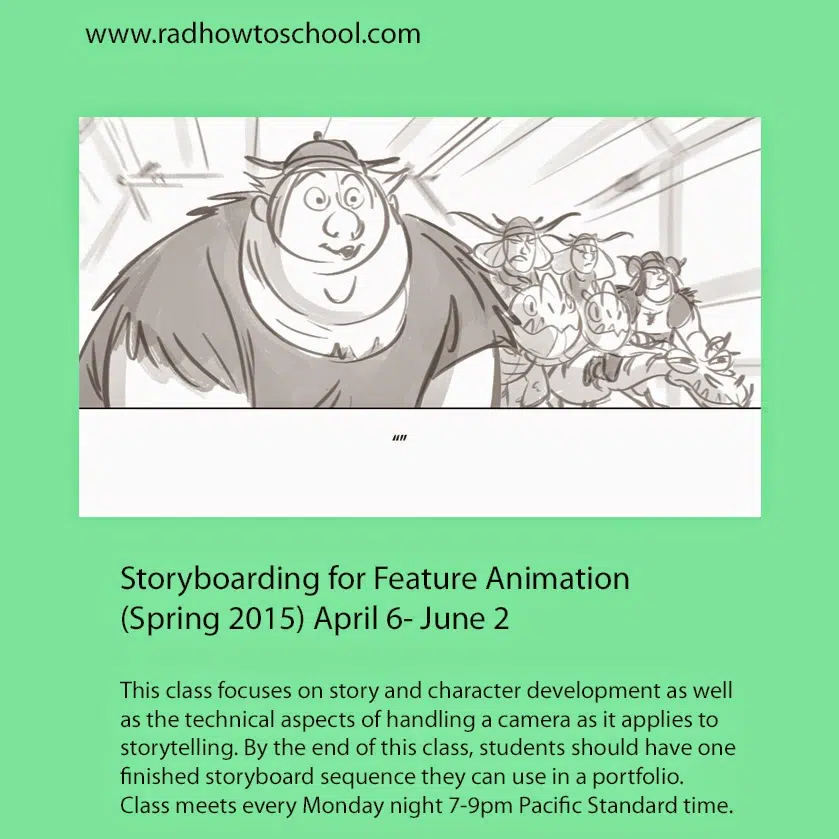 www.radhowtoschool.com
“”
Storyboarding for Feature Animation
(Spring 2015) April 6- June 2
This class focuses on story and character development as well
as the technical aspects of handling a camera as it applies to
storytelling. By the end of this class, students should have one
finished storyboard sequence they can use in a portfolio.
Class meets every Monday night 7-9pm Pacific Standard time.